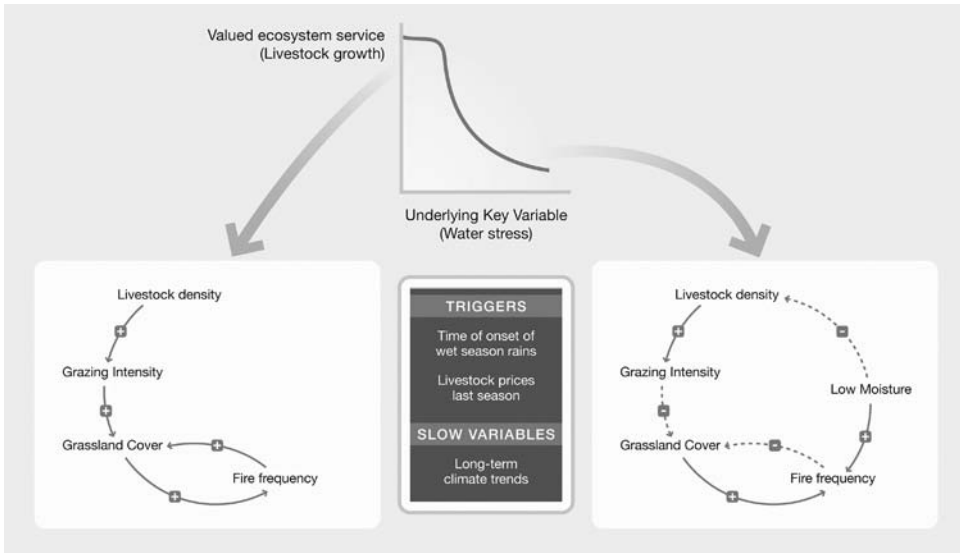 Valued ecosystem service
(Livestock growth)
Underlying Key Variable
(Water stress)
Livestock density
+
Grazing Intensity
+
Grassland Cover
+
Fire frequency
+
TRIGGERS
Time of onset of
wet season rains
Livestock prices
last season
SLOW VARIABLES
Long-term
climate trends
Livestock density
-
+
Grazing Intensity
Low Moisture
-
+
Grassland Cover
-
Fire frequency
+